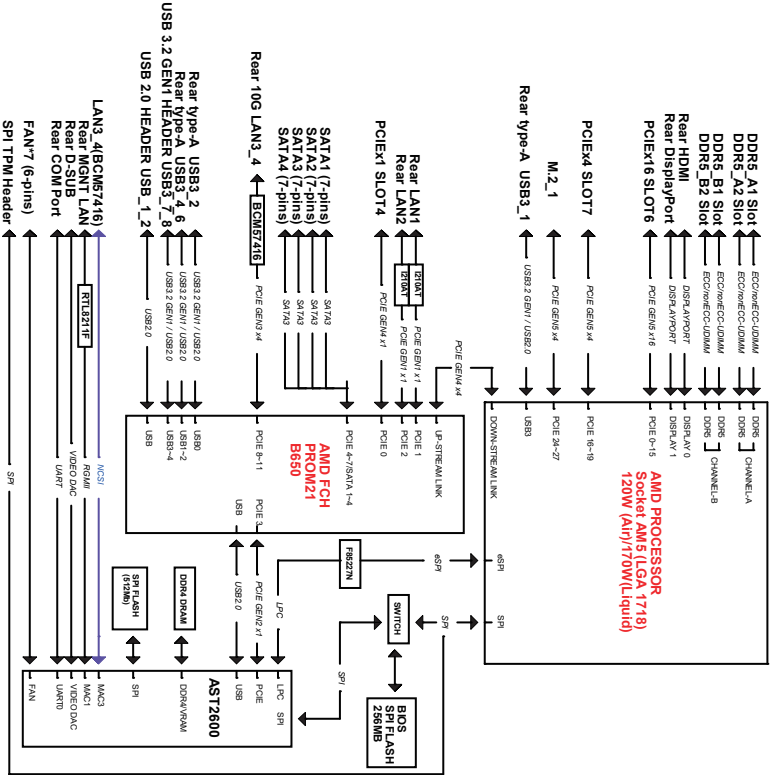 DDR5_A1 Slot
DDR5_A2 Slot
DDR5_B1 Slot
DDR5_B2 Slot
Rear HDMI
Rear DisplayPort
PCIEx16 SLOT6
PCIEx4 SLOT7
M.2_1
Rear type-A USB3_1
ECC/nonECC-UDIMM
ECC/nonECC-UDIMM
ECC/nonECC-UDIMM
ECC/nonECC-UDIMM
DISPLAYPORT
DISPLAYPORT
PCIE GEN5 x16
PCIE GEN5 x4
PCIE GEN5 x4
USB3.2 GEN1 / USB2.0
PCIE GEN4 x4
DDR5
DDR5
CHANNEL-A
DDR5
DDR5
CHANNEL-B
DISPLAY 0
DISPLAY 1
PCIE 0~15
PCIE 16~19
PCIE 24~27
USB3
DOWN-STREAM LINK
AMD PROCESSOR
Socket AM5 (LGA 1718)
120W (Air)/170W(Liquid)
eSPI
SPI
Rear LAN1
Rear LAN2
PCIEx1 SLOT4
SATA1 (7-pins)
SATA2 (7-pins)
SATA3 (7-pins)
SATA4 (7-pins)
Rear 10G LAN3_4
Rear type-A USB3_2
Rear type-A USB3_4_6
USB 3.2 GEN1 HEADER USB3_7_8
USB 2.0 HEADER USB_1_2
I210AT
I210AT
BCM57416
PCIE GEN1 x1
PCIE GEN1 x1
PCIE GEN4 x1
SATA3
SATA3
SATA3
SATA3
PCIE GEN3 x4
USB3.2 GEN1 / USB2.0
USB3.2 GEN1 / USB2.0
USB3.2 GEN1 / USB2.0
USB2.0
UP-STREAM LINK
PCIE 1
PCIE 2
PCIE 0
PCIE 4~7/SATA 1~4
PCIE 8~11
USB0
USB1~2
USB3~4
USB
AMD FCH
PROM21
B650
PCIE 3
USB
F85227N
eSPI
LPC
PCIE GEN2 x1
USB2.0
SPI
SWITCH
SPI
BIOS
SPI FLASH
256MB
LAN3_4(BCM57416)
Rear MGNT LAN
Rear D-SUB
Rear COM Port
FAN*7 (6-pins)
SPI TPM Header
RTL8211F
NCSI
RGMII
VIDEO DAC
UART
SPI
DDR4 DRAM
SPI FLASH
(512Mb)
AST2600
LPC
SPI
PCIE
USB
DDR4/VRAM
SPI
MAC3
MAC1
VIDEO DAC
UART0
FAN